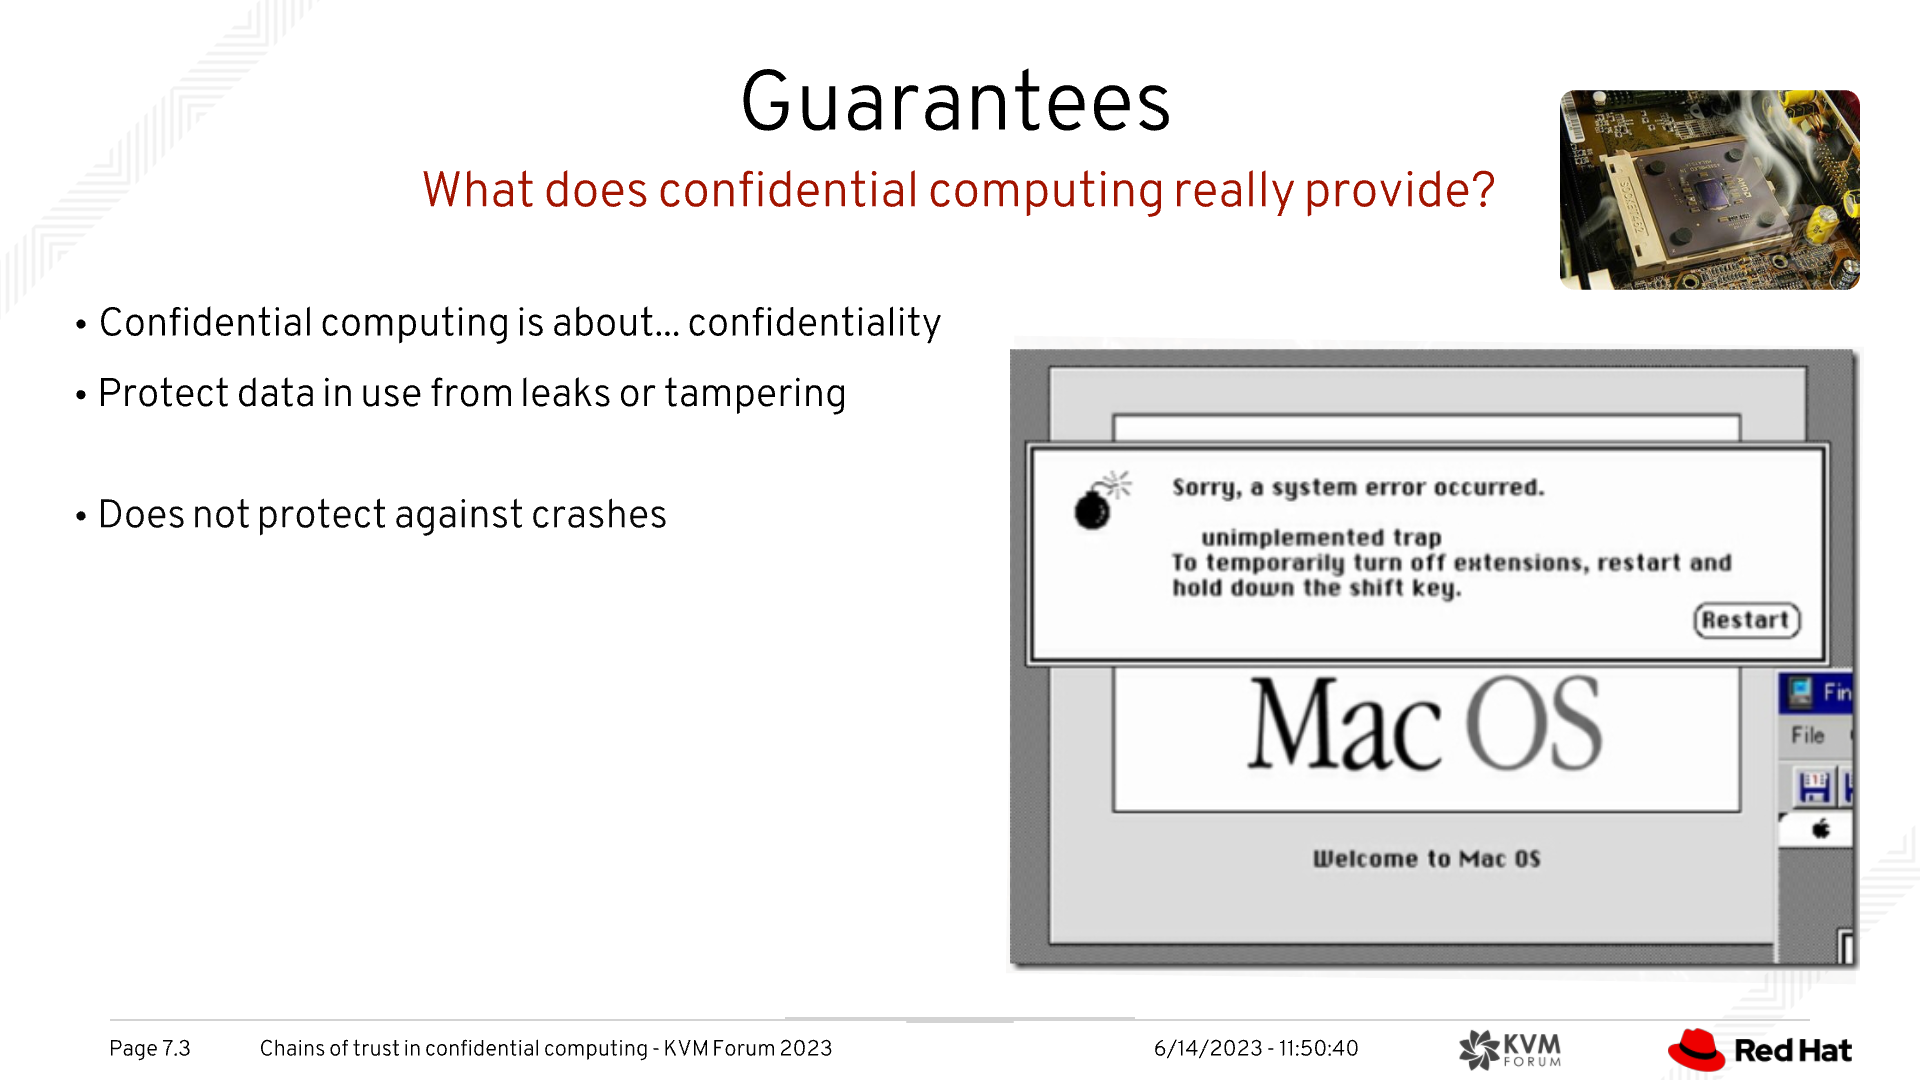 Guarantees
What does confidential computing really provide?
• Confidential computing is about... confidentiality
• Protect data in use from leaks or tampering
• Does not protect against crashes
Sorry, a system error occurred.
unimplemented trap
To temporarily turn off extensions, restart and
hold down the shift key.
Restart
Mac OS
File
Welcome to Mac OS
Page 7.3
Chains of trust in confidential computing - KVM Forum 2023
6/14/2023 - 11:50:40
KVM
FORUM
Red Hat